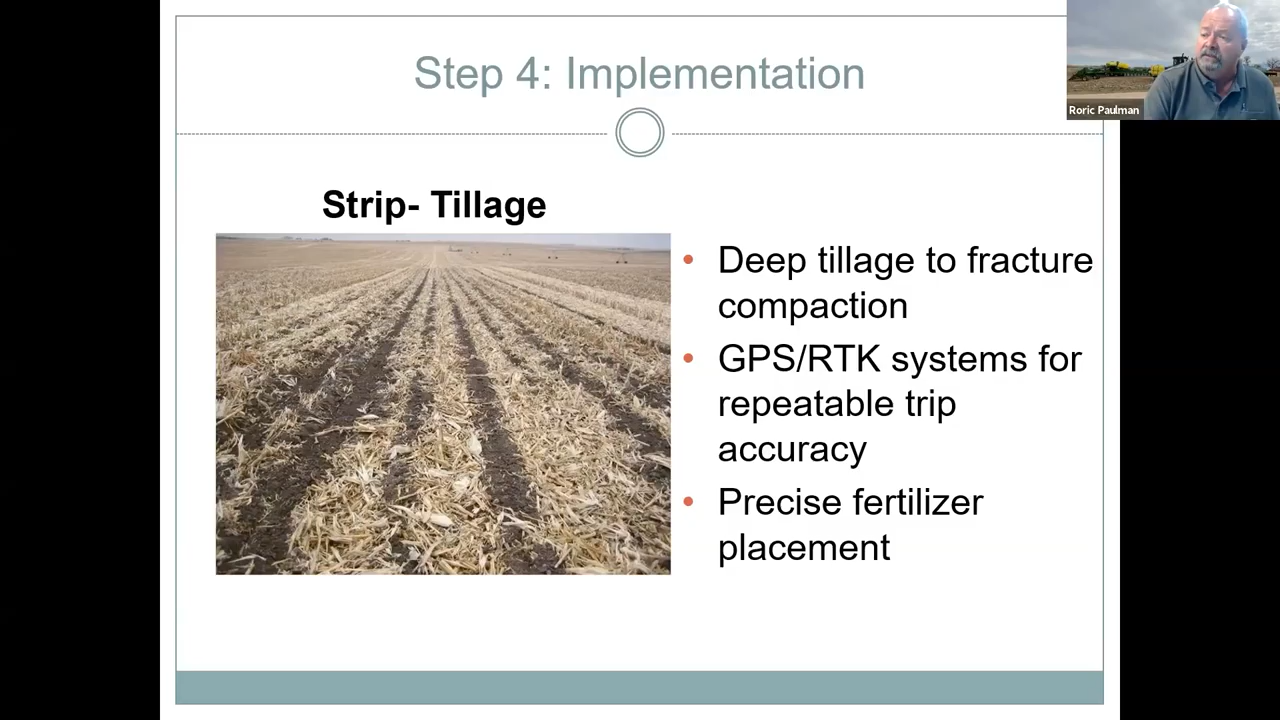 Step 4: Implementation
Roric Paulman
Strip- Tillage
• Deep tillage to fracture
compaction
• GPS/RTK systems for
repeatable trip
accuracy
• Precise fertilizer
placement